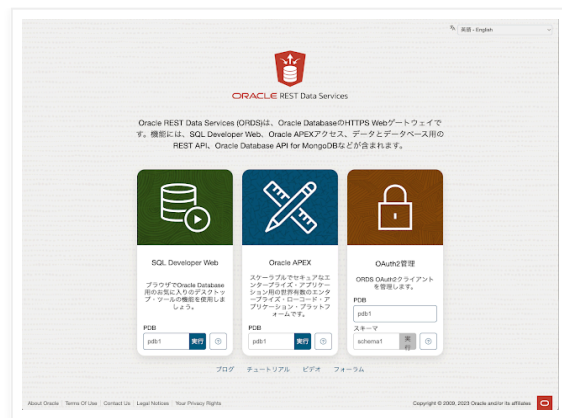 英語 - English
ORACLE REST Data Services
Oracle REST Data Services (ORDS)は、Oracle DatabaseのHTTPS Webゲートウェイで
す。機能には、SQL Developer Web、Oracle APEXアクセス、データとデータベース用の
REST API、Oracle Database API for MongoDBなどが含まれます。
SQL Developer Web
ブラウザでOracle Database
用のお気に入りのデスクトッ
プ・ツールの機能を使用しま
しょう。
PDB
pdb1
実行
Oracle APEX
スケーラブルでセキュアなエ
ンタープライズ・アプリケー
ション用の世界有数のエンタ
ープライズ・ローコード・ア
プリケーション・プラットフ
ォームです。
PDB
pdb1
実行
OAuth2管理
ORDS OAuth2クライアント
を管理します。
PDB
pdb1
スキーマ
schema1
実
行
ブログ チュートリアル ビデオ フォーラム
About Oracle Terms Of Use Contact Us Legal Notices Your Privacy Rights
Copyright © 2009, 2023 Oracle and/or its affiliates